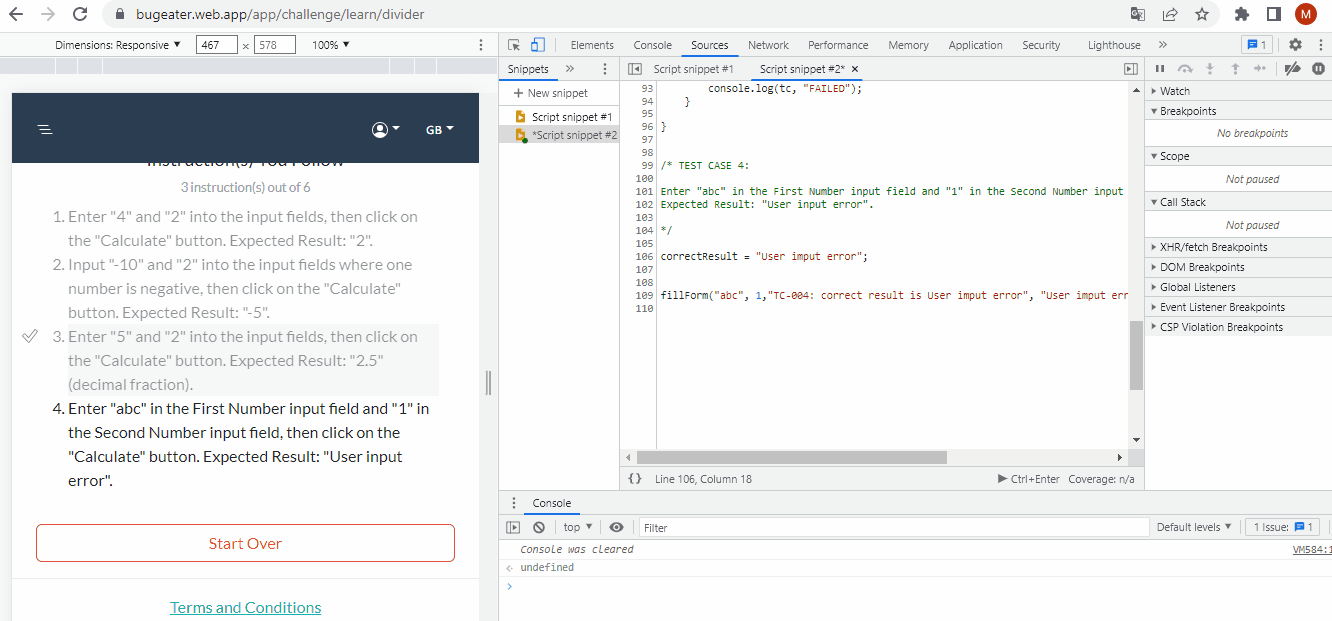 bugeater.web.app/app/challenge/learn/divider
M
Dimensions: Responsive ▼ 467 × 578 100% ▼
Elements Console Sources Network Performance Memory Application Security Lighthouse » 1
Snippets »
Script snippet #1 Script snippet #2* ×
+ New snippet
Script snippet #1
*Script snippet #2
GB
3 instruction(s) out of 6
1. Enter "4" and "2" into the input fields, then click on
the "Calculate" button. Expected Result: "2".
2. Input "-10" and "2" into the input fields where one
number is negative, then click on the "Calculate"
button. Expected Result: "-5".
3. Enter "5" and "2" into the input fields, then click on
the "Calculate" button. Expected Result: "2.5"
(decimal fraction).
4. Enter "abc" in the First Number input field and "1" in
the Second Number input field, then click on the
"Calculate" button. Expected Result: "User input
error".
Start Over
Terms and Conditions
93 console.log(tc, "FAILED");
94 }
95
96 }
97
98
99 /* TEST CASE 4:
100
101 Enter "abc" in the First Number input field and "1" in the Second Number input
102 Expected Result: "User input error".
103
104 */
105
106 correctResult = "User imput error";
107
108
109 fillForm("abc", 1,"TC-004: correct result is User imput error", "User imput err
110
{} Line 106, Column 18 ▶ Ctrl+Enter Coverage: n/a
Watch
Breakpoints
No breakpoints
Scope
Not paused
Call Stack
Not paused
XHR/fetch Breakpoints
DOM Breakpoints
Global Listeners
Event Listener Breakpoints
CSP Violation Breakpoints
Console
top ▼ Filter Default levels ▼ 1 Issue: 1
Console was cleared VM584:1
undefined